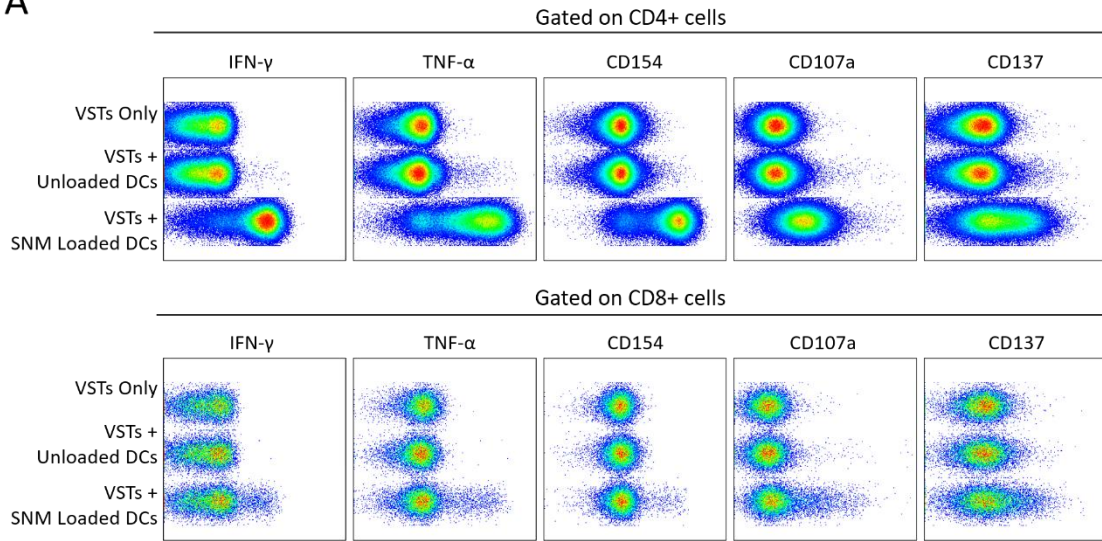 A
Gated on CD4+ cells
IFN-γ TNF-α CD154 CD107a CD137
VSTs Only
VSTs +
Unloaded DCs
VSTs +
SNM Loaded DCs
Gated on CD8+ cells
IFN-γ TNF-α CD154 CD107a CD137
VSTs Only
VSTs +
Unloaded DCs
VSTs +
SNM Loaded DCs